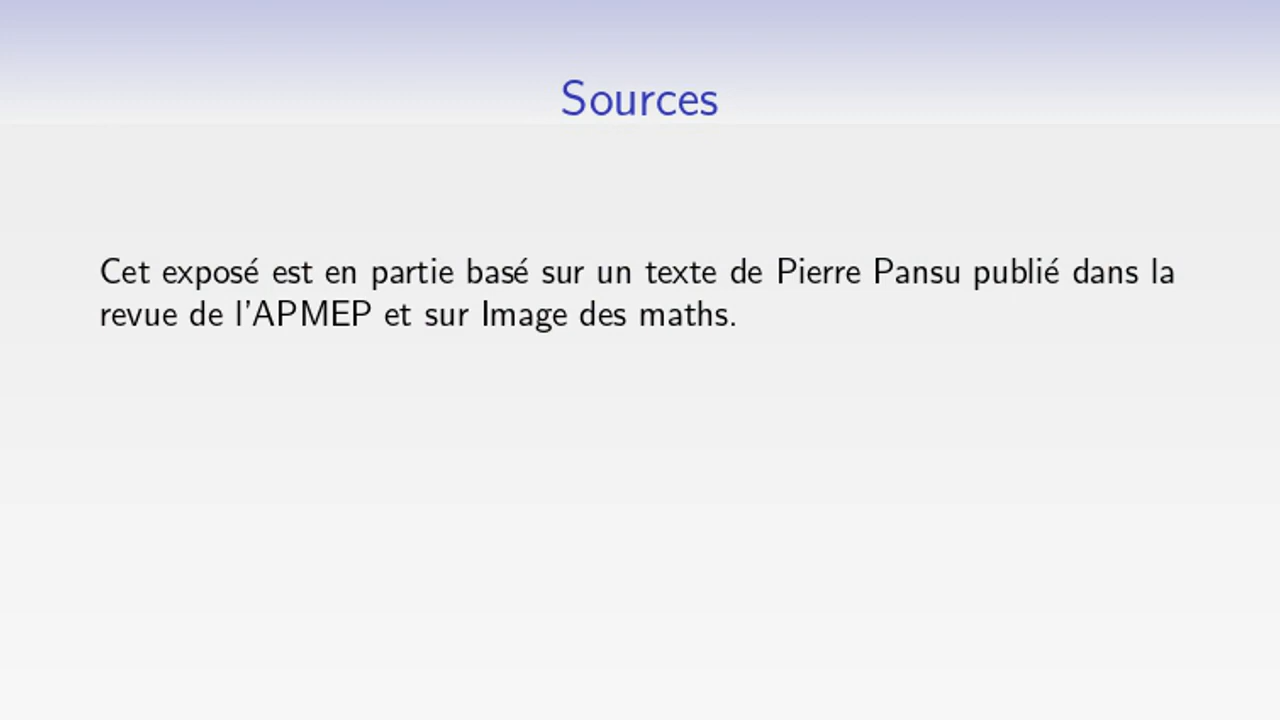 Sources
Cet exposé est en partie basé sur un texte de Pierre Pansu publié dans la
revue de l'APMEP et sur Image des maths.